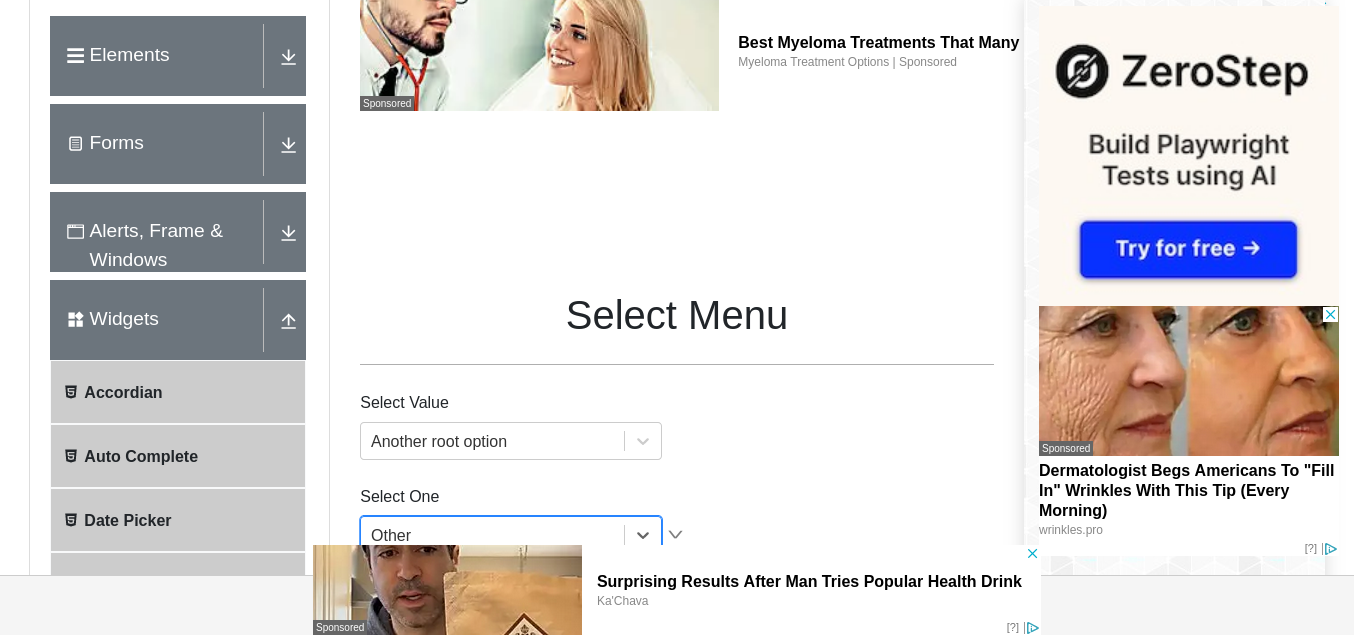 Elements
Forms
Alerts, Frame &
Windows
Widgets
Accordian
Auto Complete
Date Picker
Sponsored
Best Myeloma Treatments That Many
Myeloma Treatment Options | Sponsored
Select Menu
Select Value
Another root option
Select One
Other
ZeroStep
Build Playwright
Tests using AI
Try for free →
Sponsored
Dermatologist Begs Americans To "Fill
In" Wrinkles With This Tip (Every
Morning)
wrinkles.pro
[?]
Sponsored
Surprising Results After Man Tries Popular Health Drink
Ka'Chava
[?]